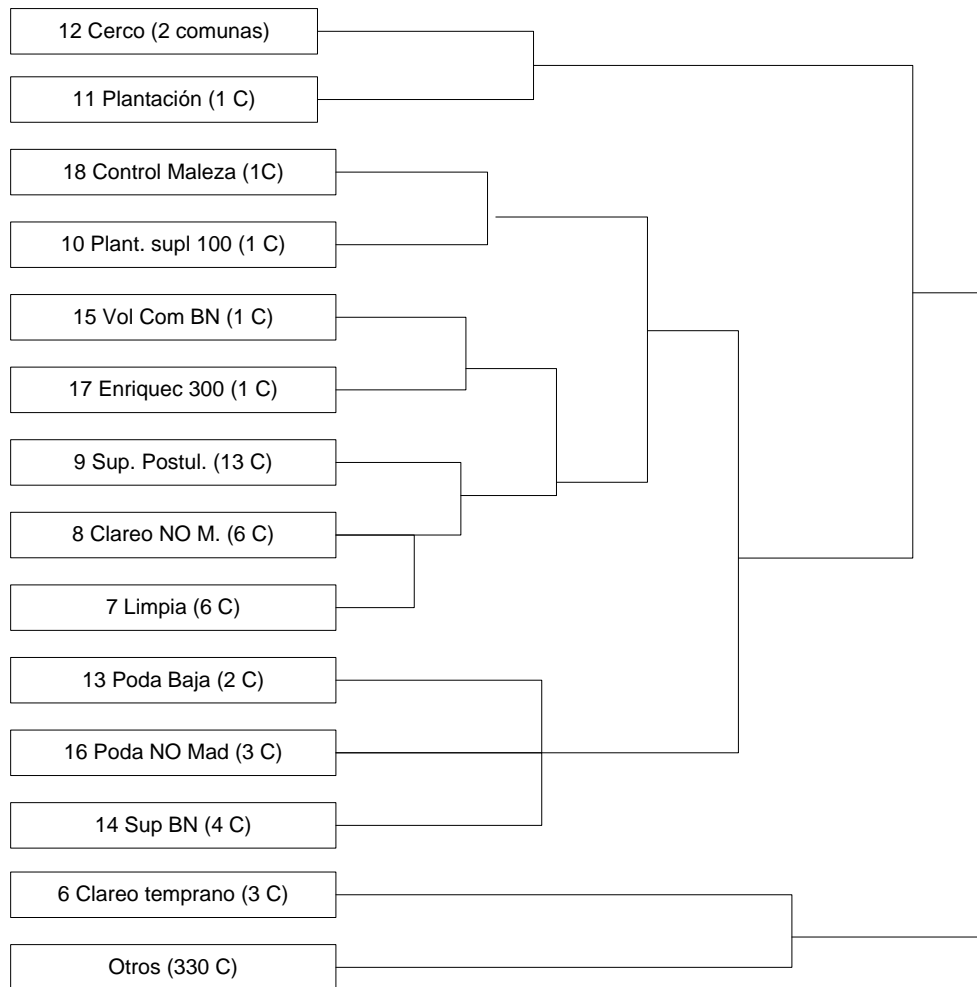 12 Cerco (2 comunas)
11 Plantación (1 C)
18 Control Maleza (1C)
10 Plant. supl 100 (1 C)
15 Vol Com BN (1 C)
17 Enriquec 300 (1 C)
9 Sup. Postul. (13 C)
8 Clareo NO M. (6 C)
7 Limpia (6 C)
13 Poda Baja (2 C)
16 Poda NO Mad (3 C)
14 Sup BN (4 C)
6 Clareo temprano (3 C)
Otros (330 C)